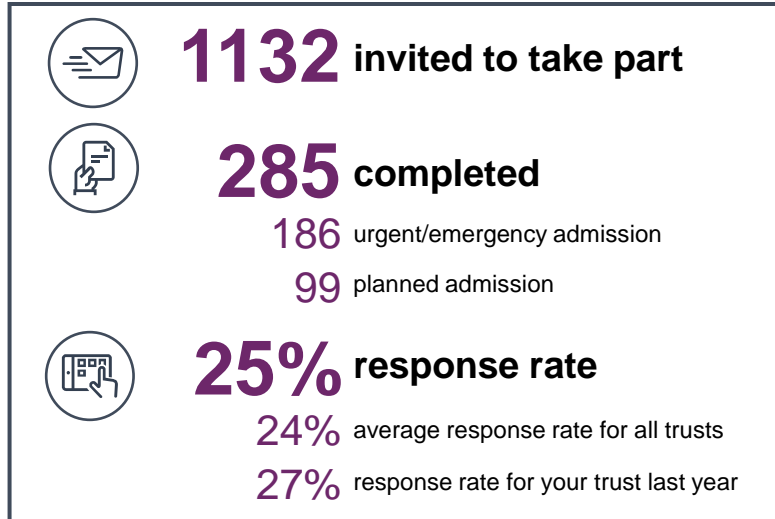 1132 invited to take part
285 completed
186 urgent/emergency admission
99 planned admission
25% response rate
24% average response rate for all trusts
27% response rate for your trust last year